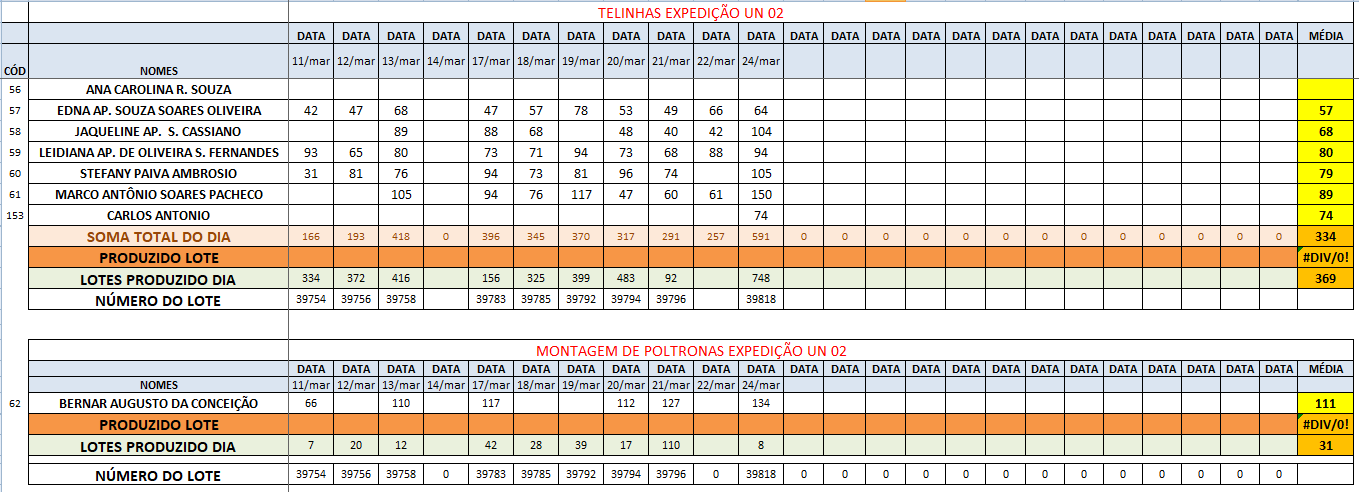 TELINHAS EXPEDIÇÃO UN 02
DATA DATA DATA DATA DATA DATA DATA DATA DATA DATA DATA DATA DATA DATA DATA DATA DATA DATA DATA DATA DATA DATA DATA DATA MÉDIA
CÓD NOMES 11/mar 12/mar 13/mar 14/mar 17/mar 18/mar 19/mar 20/mar 21/mar 22/mar 24/mar
56 ANA CAROLINA R. SOUZA
57 EDNA AP. SOUZA SOARES OLIVEIRA 42 47 68 47 57 78 53 49 66 64 57
58 JAQUELINE AP. S. CASSIANO 89 88 68 48 40 42 104 68
59 LEIDIANA AP. DE OLIVEIRA S. FERNANDES 93 65 80 73 71 94 73 68 88 94 80
60 STEFANY PAIVA AMBROSIO 31 81 76 94 73 81 96 74 105 79
61 MARCO ANTÔNIO SOARES PACHECO 105 94 76 117 47 60 61 150 89
153 CARLOS ANTONIO 74 74
SOMA TOTAL DO DIA 166 193 418 0 396 345 370 317 291 257 591 0 0 0 0 0 0 0 0 0 0 0 0 0 334
PRODUZIDO LOTE #DIV/0!
LOTES PRODUZIDO DIA 334 372 416 156 325 399 483 92 748 369
NÚMERO DO LOTE 39754 39756 39758 39783 39785 39792 39794 39796 39818
MONTAGEM DE POLTRONAS EXPEDIÇÃO UN 02
DATA DATA DATA DATA DATA DATA DATA DATA DATA DATA DATA DATA DATA DATA DATA DATA DATA DATA DATA DATA DATA DATA DATA DATA MÉDIA
NOMES 11/mar 12/mar 13/mar 14/mar 17/mar 18/mar 19/mar 20/mar 21/mar 22/mar 24/mar
62 BERNAR AUGUSTO DA CONCEIÇÃO 66 110 117 112 127 134 111
PRODUZIDO LOTE #DIV/0!
LOTES PRODUZIDO DIA 7 20 12 42 28 39 17 110 8 31
NÚMERO DO LOTE 39754 39756 39758 0 39783 39785 39792 39794 39796 0 39818 0 0 0 0 0 0 0 0 0 0 0 0 0